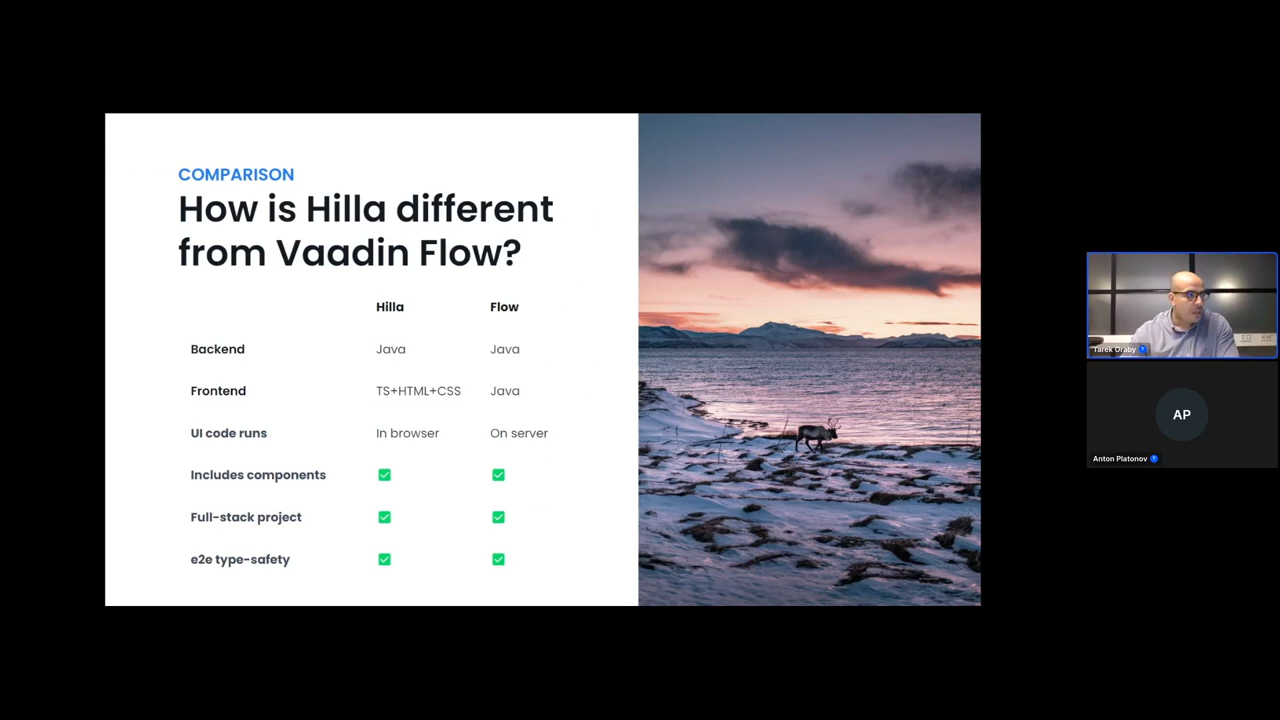 COMPARISON
How is Hilla different
from Vaadin Flow?
Hilla Flow
Backend Java Java
Frontend TS+HTML+CSS Java
UI code runs In browser On server
Includes components
Full-stack project
e2e type-safety
Tarek Oraby
AP
Anton Platonov